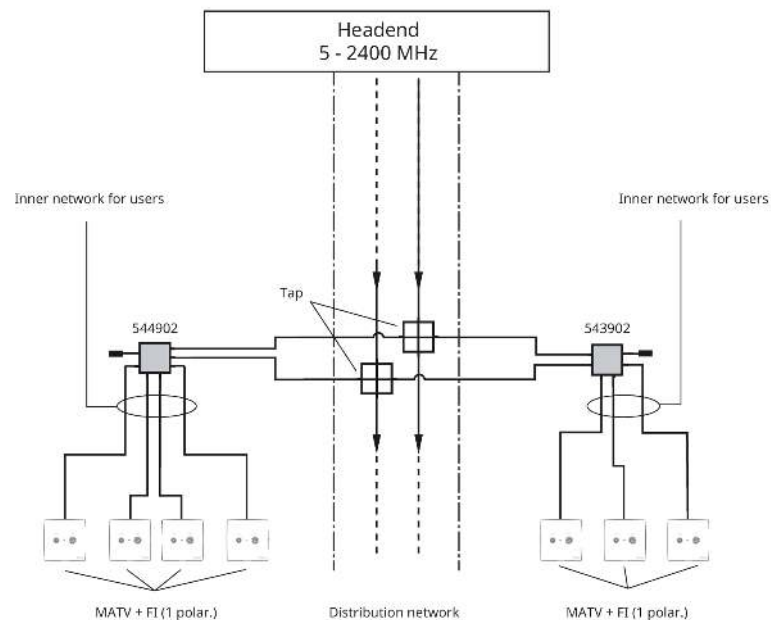 Headend
5 - 2400 MHz
Inner network for users
Inner network for users
Tap
544902
543902
MATV + FI (1 polar.)
Distribution network
MATV + FI (1 polar.)